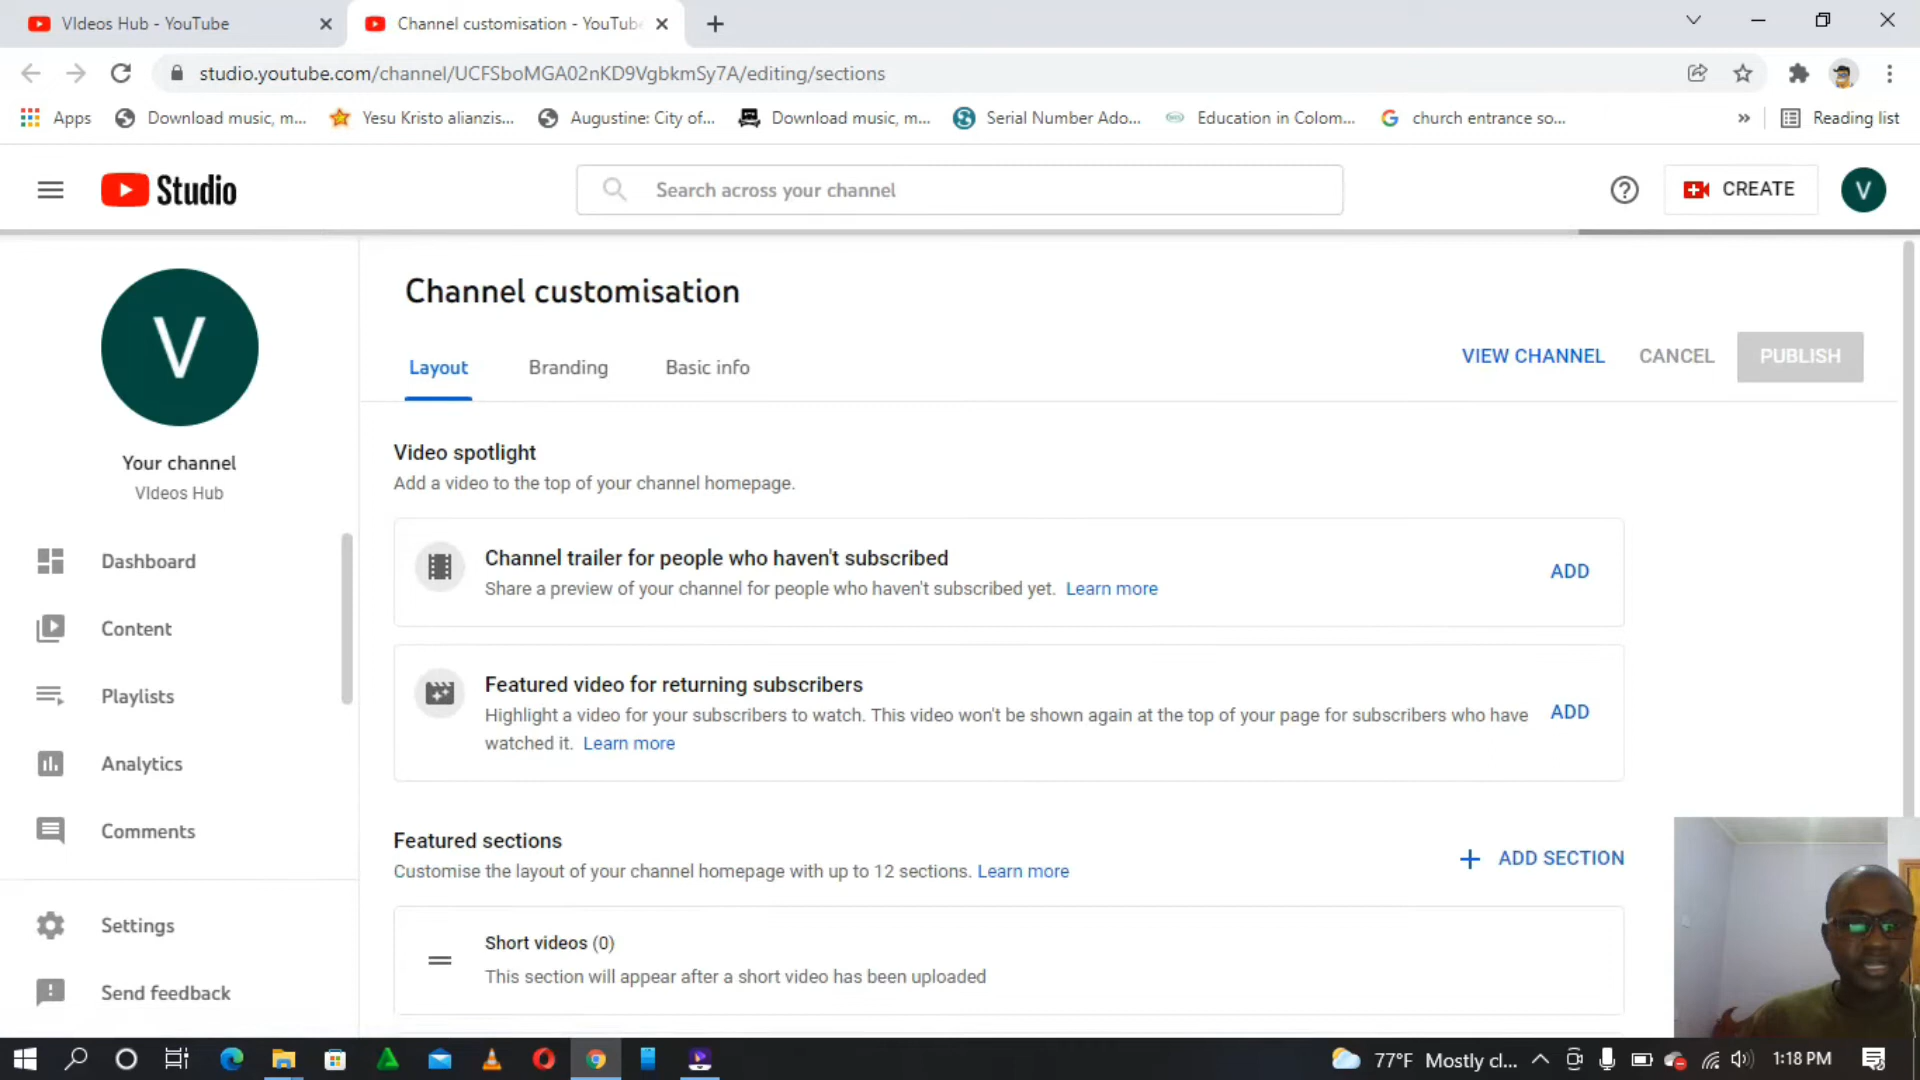 VIdeos Hub - YouTube
Channel customisation - YouTube
studio.youtube.com/channel/UCFSboMGA02nKD9VgbkmSy7A/editing/sections
Apps
Download music, m...
Yesu Kristo alianzis...
Augustine: City of...
Download music, m...
Serial Number Ado...
Education in Colom...
church entrance so...
»
Reading list
Studio
Search across your channel
CREATE
V
V
Your channel
VIdeos Hub
Dashboard
Content
Playlists
Analytics
Comments
Settings
Send feedback
Channel customisation
Layout
Branding
Basic info
VIEW CHANNEL
CANCEL
PUBLISH
Video spotlight
Add a video to the top of your channel homepage.
Channel trailer for people who haven't subscribed
Share a preview of your channel for people who haven't subscribed yet. Learn more
ADD
Featured video for returning subscribers
Highlight a video for your subscribers to watch. This video won't be shown again at the top of your page for subscribers who have
watched it. Learn more
ADD
Featured sections
Customise the layout of your channel homepage with up to 12 sections. Learn more
ADD SECTION
Short videos (0)
This section will appear after a short video has been uploaded
77°F Mostly cl...
1:18 PM